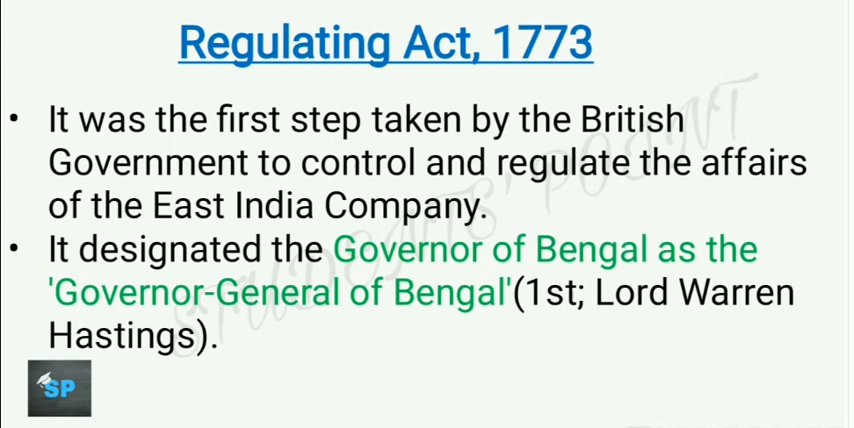 Regulating Act, 1773
• It was the first step taken by the British
Government to control and regulate the affairs
of the East India Company.
• It designated the Governor of Bengal as the
'Governor-General of Bengal'(1st; Lord Warren
Hastings).
STUDENTS' POINT
SP